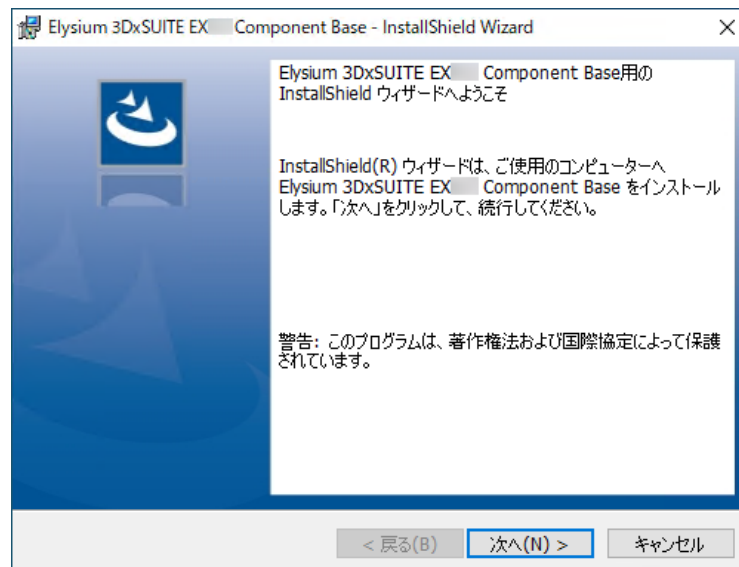 Elysium 3DxSUITE EX Component Base - InstallShield Wizard
Elysium 3DxSUITE EX Component Base用の
InstallShield ウィザードへようこそ
InstallShield(R) ウィザードは、ご使用のコンピューターへ
Elysium 3DxSUITE EX Component Base をインストール
します。「次へ」をクリックして、続行してください。
警告: このプログラムは、著作権法および国際協定によって保護
されています。
< 戻る(B)
次へ(N) >
キャンセル